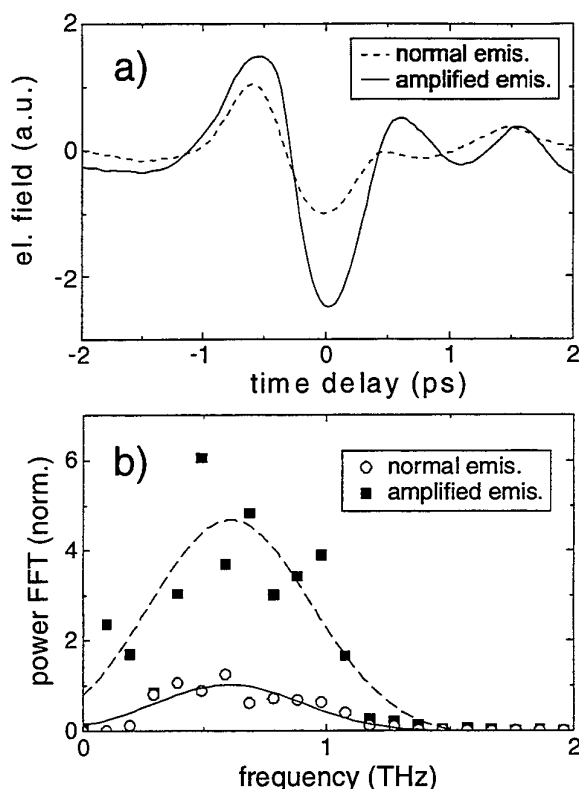 a)
normal emis.
amplified emis.
el. field (a.u.)
2
0
-2
-2
-1
0
1
2
time delay (ps)
b)
normal emis.
amplified emis.
power FFT (norm.)
6
4
2
0
0
1
2
frequency (THz)